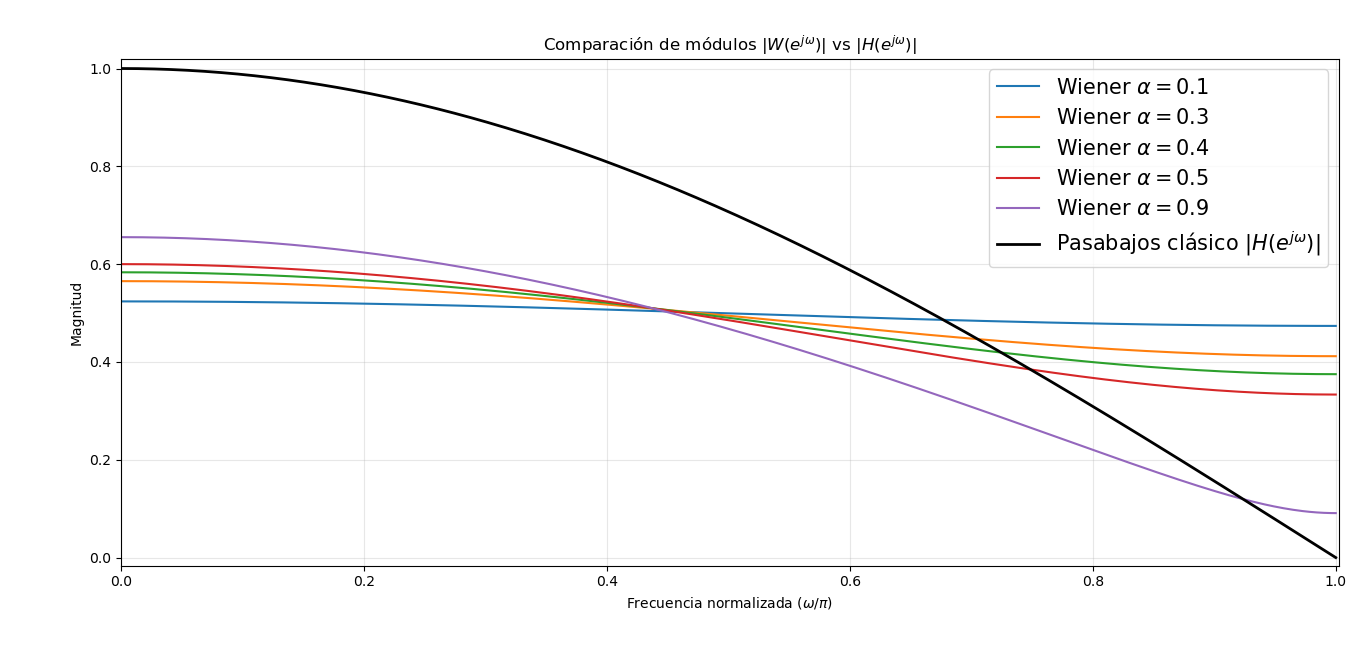 Comparación de módulos |W(e^{jω})| vs |H(e^{jω})|
1.0
0.8
0.6
0.4
0.2
0.0
Magnitud
Wiener α = 0.1
Wiener α = 0.3
Wiener α = 0.4
Wiener α = 0.5
Wiener α = 0.9
Pasabajos clásico |H(e^{jω})|
0.0 0.2 0.4 0.6 0.8 1.0
Frecuencia normalizada (ω/π)